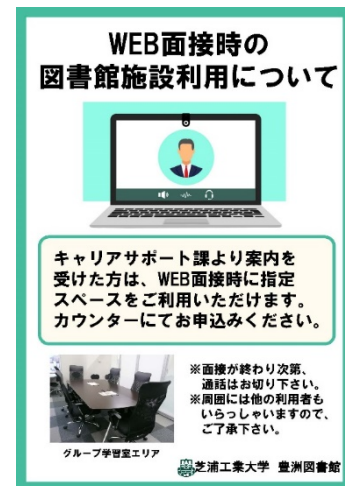 WEB面接時の
図書館施設利用について
キャリアサポート課より案内を
受けた方は、WEB面接時に指定
スペースをご利用いただけます。
カウンターにてお申込みください。
※面接が終わり次第、
通話はお切り下さい。
※周囲には他の利用者も
いらっしゃいますので、
ご了承下さい。
グループ学習室エリア
芝浦工業大学 豊洲図書館